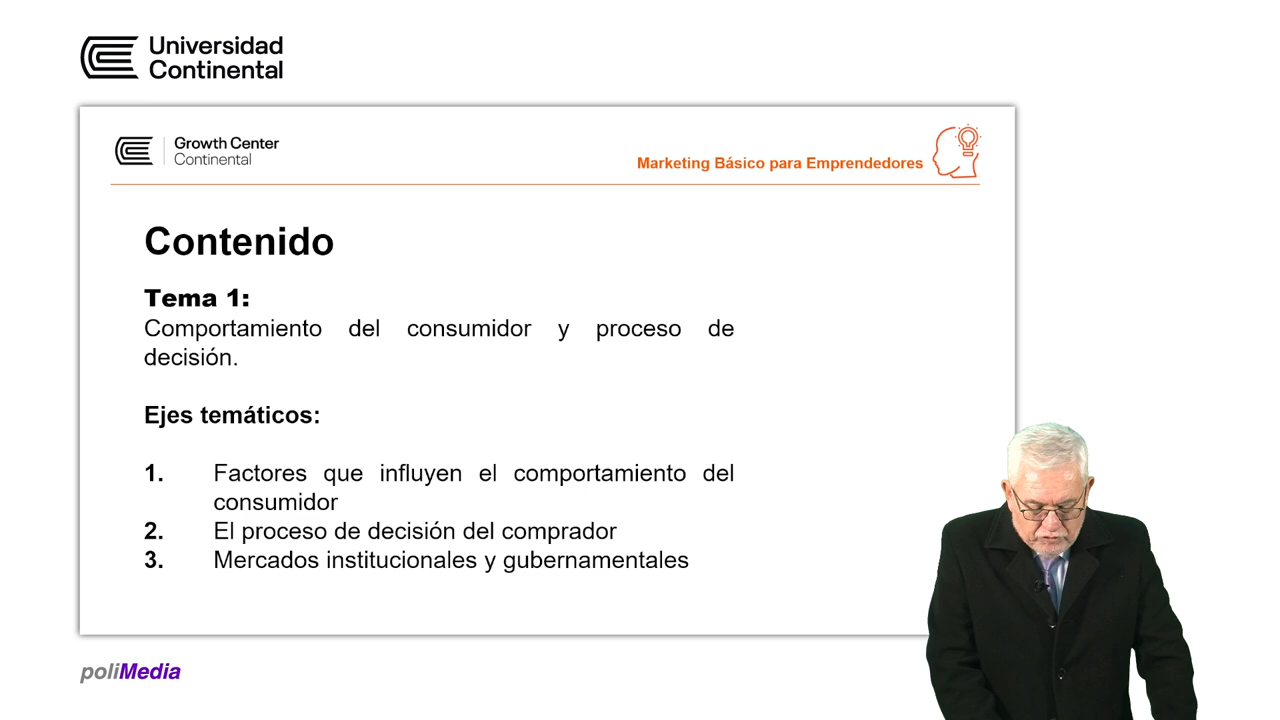 Universidad
Continental
Growth Center
Continental
Marketing Básico para Emprendedores
Contenido
Tema 1:
Comportamiento del consumidor y proceso de
decisión.
Ejes temáticos:
1. Factores que influyen el comportamiento del
consumidor
2. El proceso de decisión del comprador
3. Mercados institucionales y gubernamentales
poliMedia